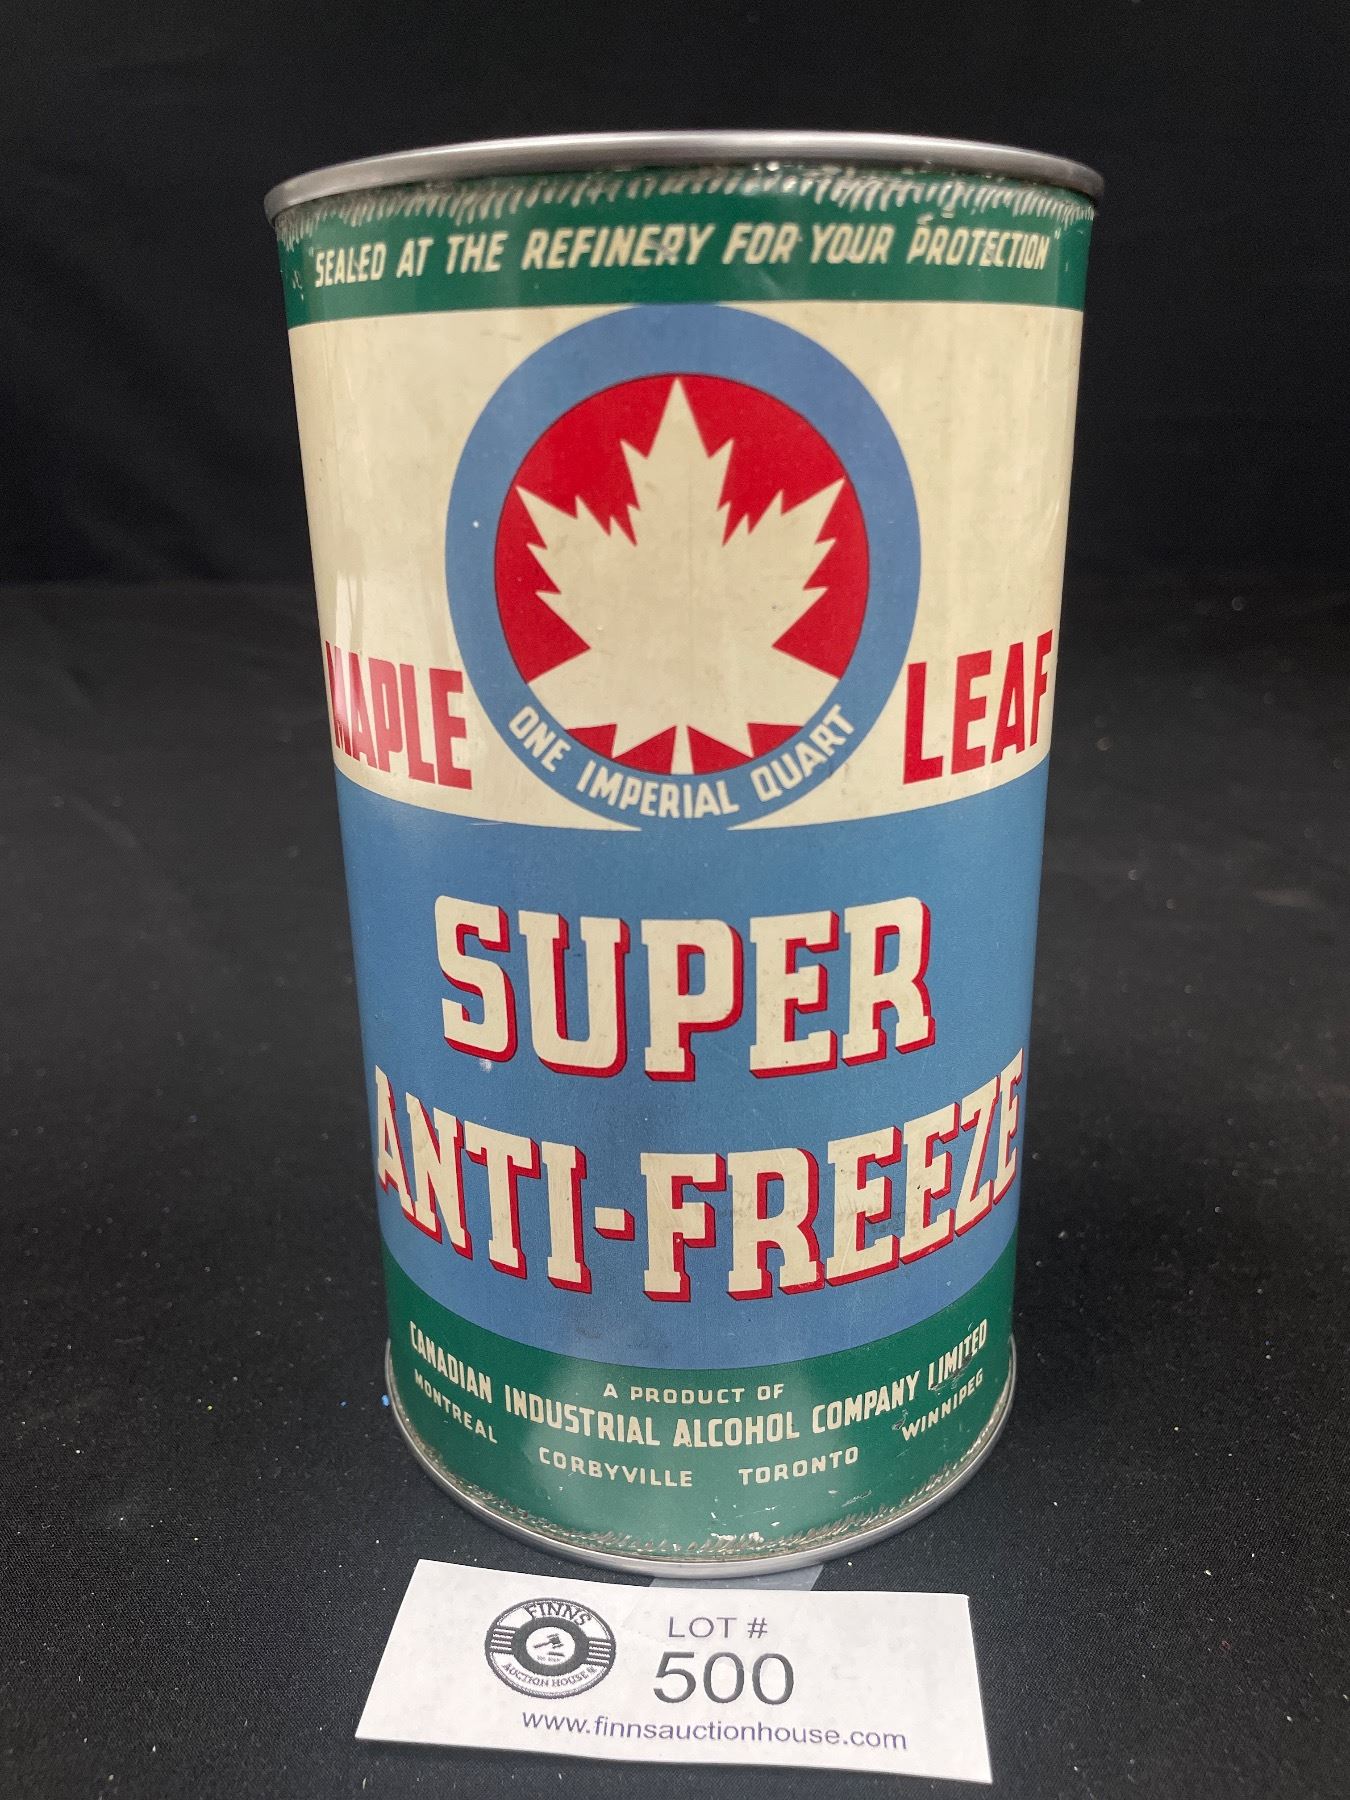 "SEALED AT THE REFINERY FOR YOUR PROTECTION"
MAPLE LEAF
ONE IMPERIAL QUART
SUPER
ANTI-FREEZE
A PRODUCT OF
CANADIAN INDUSTRIAL ALCOHOL COMPANY LIMITED
MONTREAL CORBYVILLE TORONTO WINNIPEG
FINNS
AUCTION HOUSE
LOT #
500
www.finnsauctionhouse.com